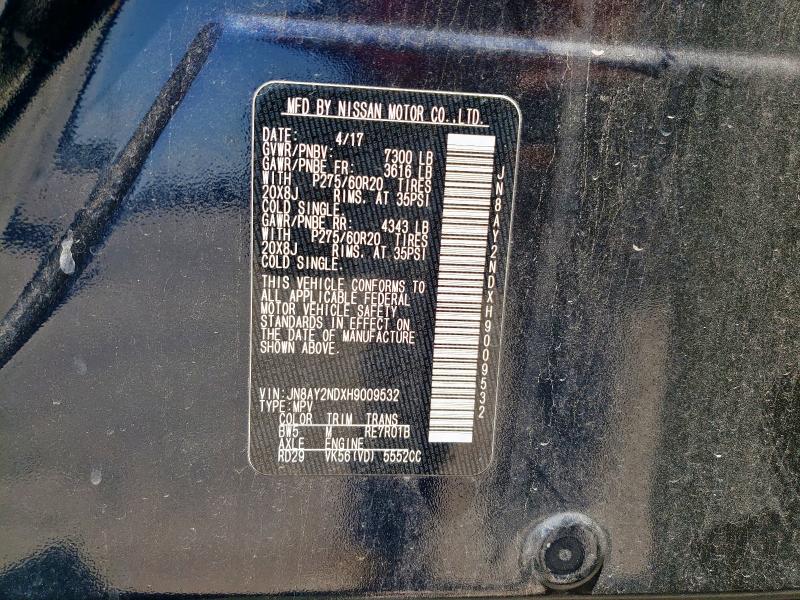 MFD BY NISSAN MOTOR CO.,LTD.
DATE: 4/17
GVWR/PNBV: 7300 LB
GAWR/PNBE FR: 3616 LB
WITH P275/60R20 TIRES
20X8J RIMS. AT 35PSI
COLD SINGLE.
GAWR/PNBE RR: 4343 LB
WITH P275/60R20 TIRES
20X8J RIMS. AT 35PSI
COLD SINGLE.
THIS VEHICLE CONFORMS TO
ALL APPLICABLE FEDERAL
MOTOR VEHICLE SAFETY
STANDARDS IN EFFECT ON
THE DATE OF MANUFACTURE
SHOWN ABOVE.
VIN:JN8AY2NDXH9009532
TYPE:MPV
COLOR TRIM TRANS
BW5 M RE7R01B
AXLE ENGINE
RD29 VK56(VD) 5552CC
JN8AY2NDXH9009532